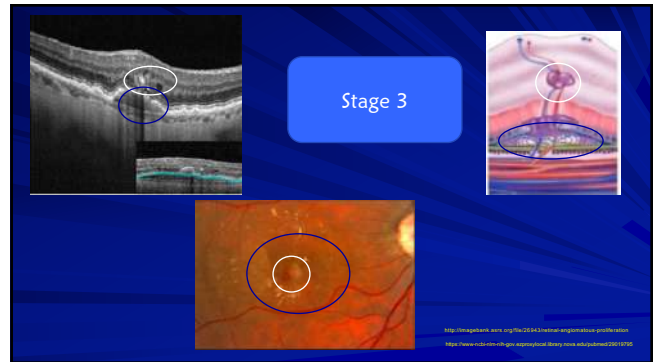 Stage 3
http://imagebank.asrs.org/file/26943/retinal-angiomatous-proliferation
https://www-ncbi-nlm-nih-gov.ezproxylocal.library.nova.edu/pubmed/29019795